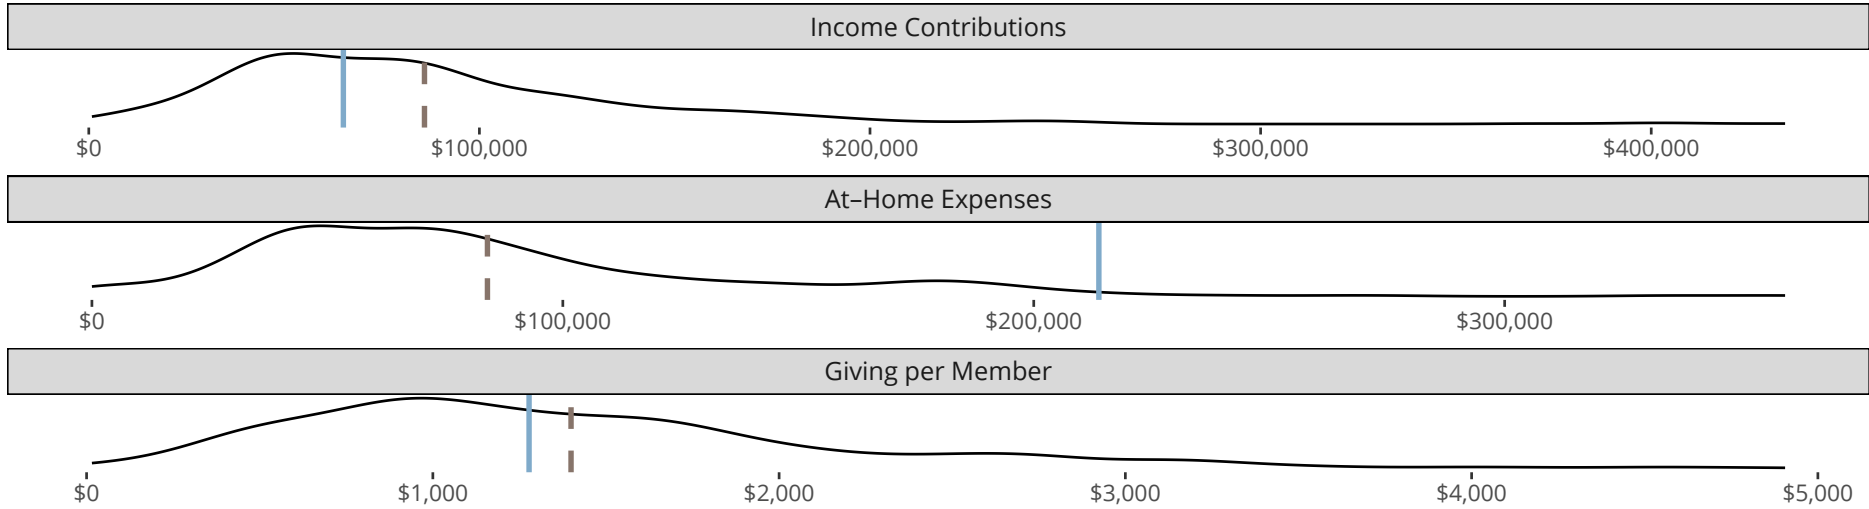 Income Contributions
$0 $100,000 $200,000 $300,000 $400,000
At–Home Expenses
$0 $100,000 $200,000 $300,000
Giving per Member
$0 $1,000 $2,000 $3,000 $4,000 $5,000